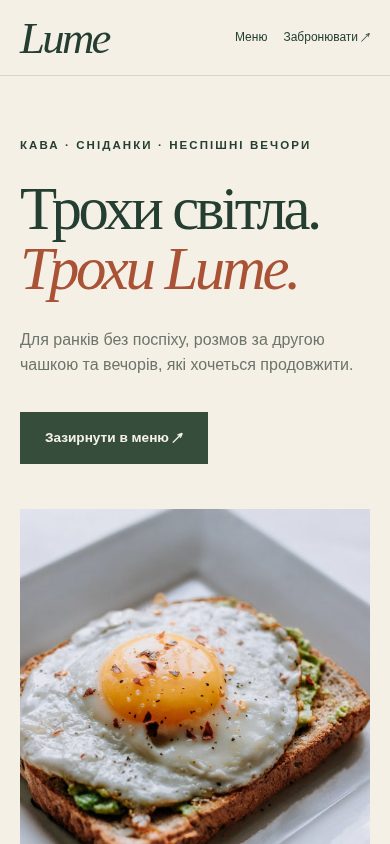 Lume
Меню Забронювати ↗
КАВА · СНІДАНКИ · НЕСПІШНІ ВЕЧОРИ
Трохи світла.
Трохи Lume.
Для ранків без поспіху, розмов за другою
чашкою та вечорів, які хочеться продовжити.
Зазирнути в меню ↗